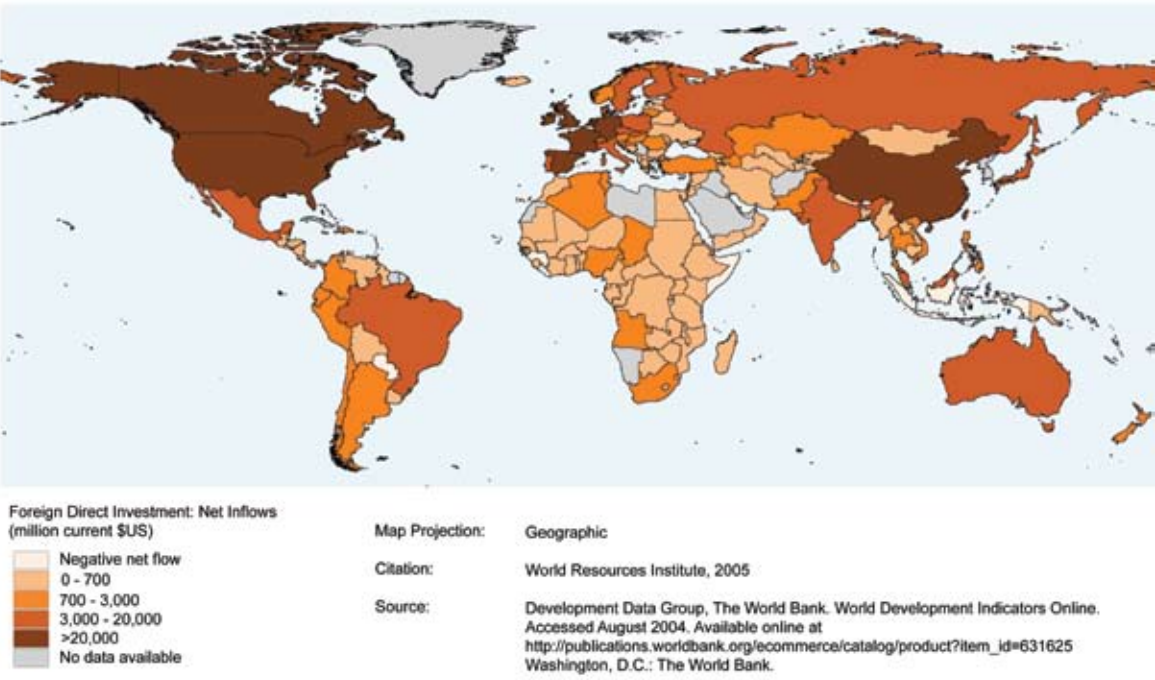 Foreign Direct Investment: Net Inflows
(million current $US)
Negative net flow
0 - 700
700 - 3,000
3,000 - 20,000
>20,000
No data available
Map Projection: Geographic
Citation: World Resources Institute, 2005
Source: Development Data Group, The World Bank. World Development Indicators Online.
Accessed August 2004. Available online at
http://publications.worldbank.org/ecommerce/catalog/product?item_id=631625
Washington, D.C.: The World Bank.